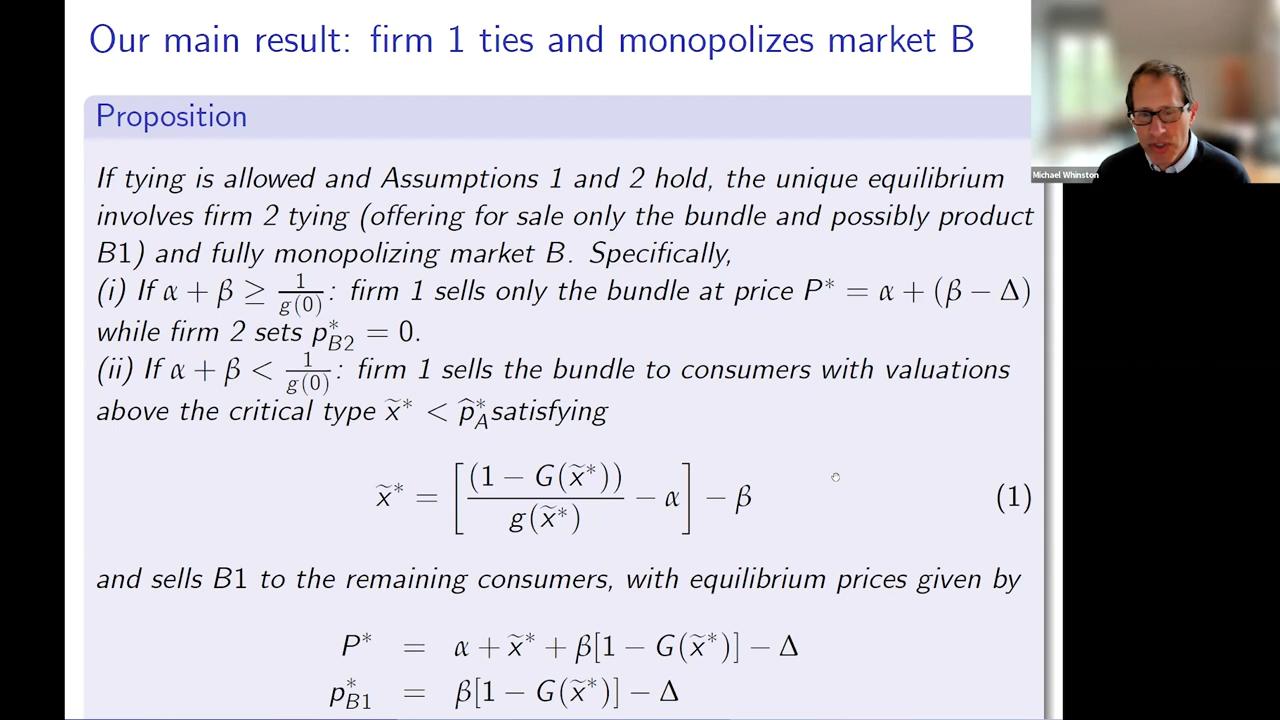 Our main result: firm 1 ties and monopolizes market B
Proposition
If tying is allowed and Assumptions 1 and 2 hold, the unique equilibrium
involves firm 2 tying (offering for sale only the bundle and possibly product
B1) and fully monopolizing market B. Specifically,
(i) If α + β ≥ 1/g(0): firm 1 sells only the bundle at price P* = α + (β − Δ)
while firm 2 sets p*_B2 = 0.
(ii) If α + β < 1/g(0): firm 1 sells the bundle to consumers with valuations
above the critical type x̃* < p̂*_A satisfying
x̃* = [(1 − G(x̃*))/g(x̃*) − α] − β (1)
and sells B1 to the remaining consumers, with equilibrium prices given by
P* = α + x̃* + β[1 − G(x̃*)] − Δ
p*_B1 = β[1 − G(x̃*)] − Δ
Michael Whinston